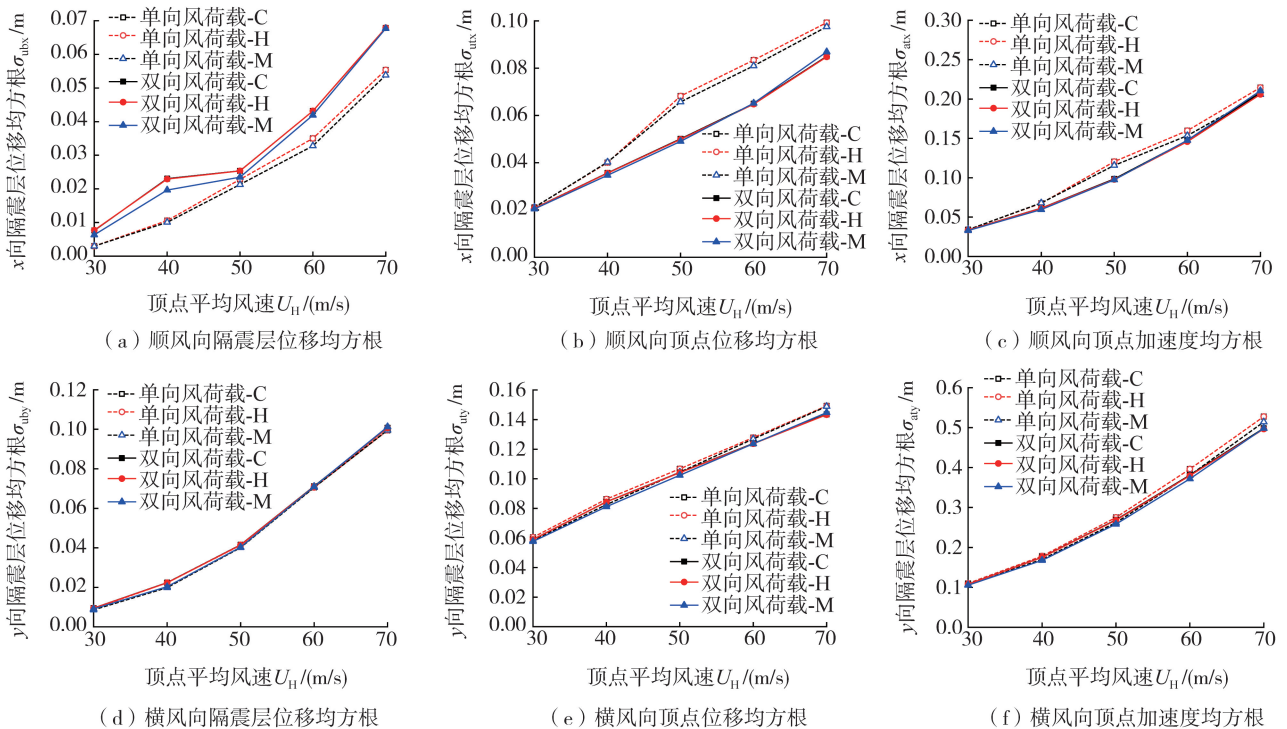 x向隔震层位移均方根σubx/m
0.07
0.06
0.05
0.04
0.03
0.02
0.01
0.00
单向风荷载-C
单向风荷载-H
单向风荷载-M
双向风荷载-C
双向风荷载-H
双向风荷载-M
30 40 50 60 70
顶点平均风速UH/(m/s)
（a）顺风向隔震层位移均方根
x向隔震层位移均方根σutx/m
0.10
0.08
0.06
0.04
0.02
0.00
单向风荷载-C
单向风荷载-H
单向风荷载-M
双向风荷载-C
双向风荷载-H
双向风荷载-M
30 40 50 60 70
顶点平均风速UH/(m/s)
（b）顺风向顶点位移均方根
x向隔震层位移均方根σatx/m
0.30
0.25
0.20
0.15
0.10
0.05
0.00
单向风荷载-C
单向风荷载-H
单向风荷载-M
双向风荷载-C
双向风荷载-H
双向风荷载-M
30 40 50 60 70
顶点平均风速UH/(m/s)
（c）顺风向顶点加速度均方根
y向隔震层位移均方根σuby/m
0.12
0.10
0.08
0.06
0.04
0.02
0.00
单向风荷载-C
单向风荷载-H
单向风荷载-M
双向风荷载-C
双向风荷载-H
双向风荷载-M
30 40 50 60 70
顶点平均风速UH/(m/s)
（d）横风向隔震层位移均方根
y向隔震层位移均方根σuty/m
0.16
0.14
0.12
0.10
0.08
0.06
0.04
0.02
0.00
单向风荷载-C
单向风荷载-H
单向风荷载-M
双向风荷载-C
双向风荷载-H
双向风荷载-M
30 40 50 60 70
顶点平均风速UH/(m/s)
（e）横风向顶点位移均方根
y向隔震层位移均方根σaty/m
0.6
0.5
0.4
0.3
0.2
0.1
0.0
单向风荷载-C
单向风荷载-H
单向风荷载-M
双向风荷载-C
双向风荷载-H
双向风荷载-M
30 40 50 60 70
顶点平均风速UH/(m/s)
（f）横风向顶点加速度均方根